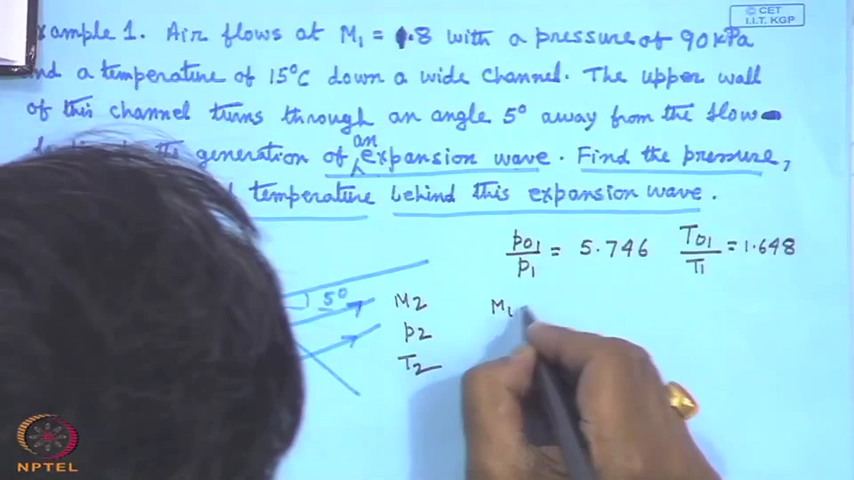 © CET
I.I.T. KGP
xample 1. Air flows at M1 = 1.8 with a pressure of 90 kPa
nd a temperature of 15°C down a wide channel. The upper wall
of this channel turns through an angle 5° away from the flow
the generation of an expansion wave. Find the pressure,
temperature behind this expansion wave.
p01/p1 = 5.746 T01/T1 = 1.648
5° M2 M1
p2
T2
NPTEL